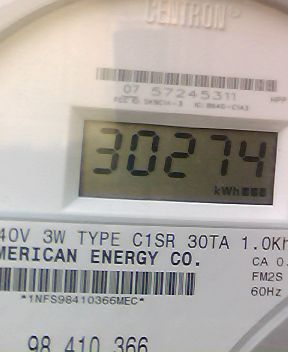 CENTRON®
07 57245311
30274
kWh
40V 3W TYPE C1SR 30TA 1.0Kh
MERICAN ENERGY CO.
CA 0.
FM2S
*1NFS98410366MEC*
60Hz
98 410 366